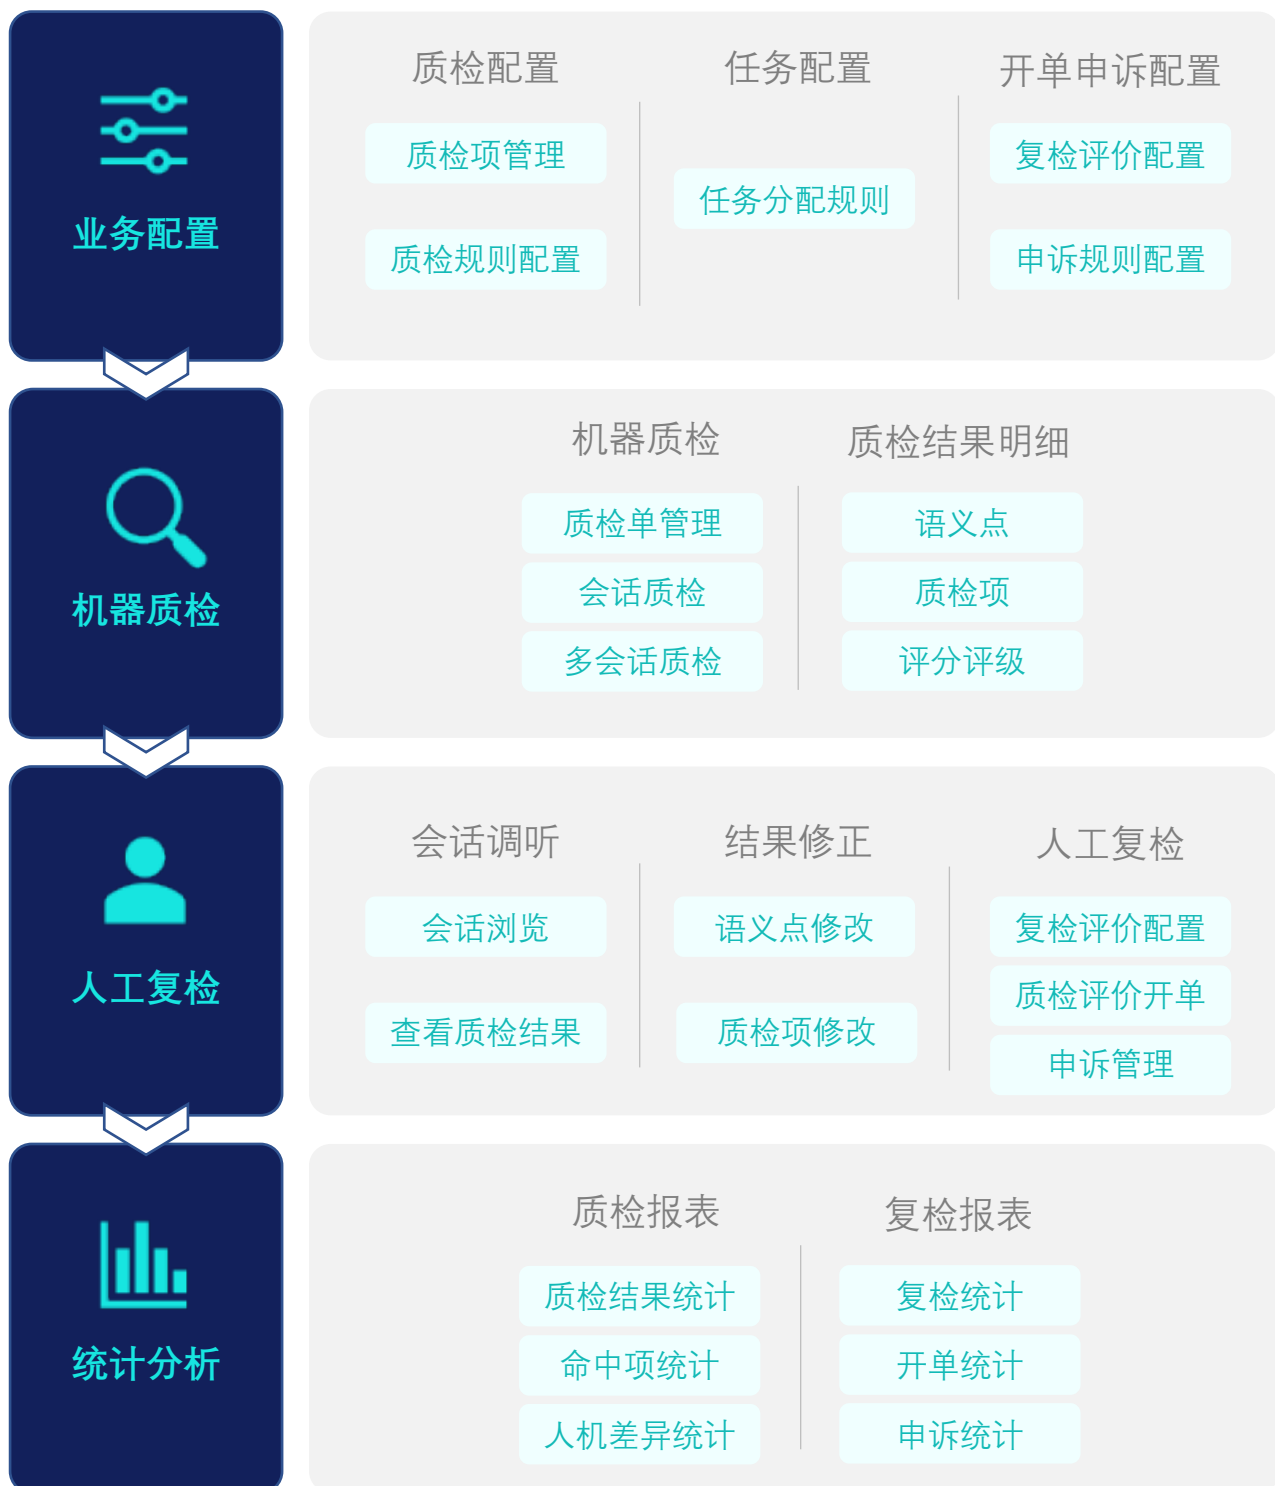 业务配置
质检配置
质检项管理
质检规则配置
任务配置
任务分配规则
开单申诉配置
复检评价配置
申诉规则配置
机器质检
机器质检
质检单管理
会话质检
多会话质检
质检结果明细
语义点
质检项
评分评级
人工复检
会话调听
会话浏览
查看质检结果
结果修正
语义点修改
质检项修改
人工复检
复检评价配置
质检评价开单
申诉管理
统计分析
质检报表
质检结果统计
命中项统计
人机差异统计
复检报表
复检统计
开单统计
申诉统计